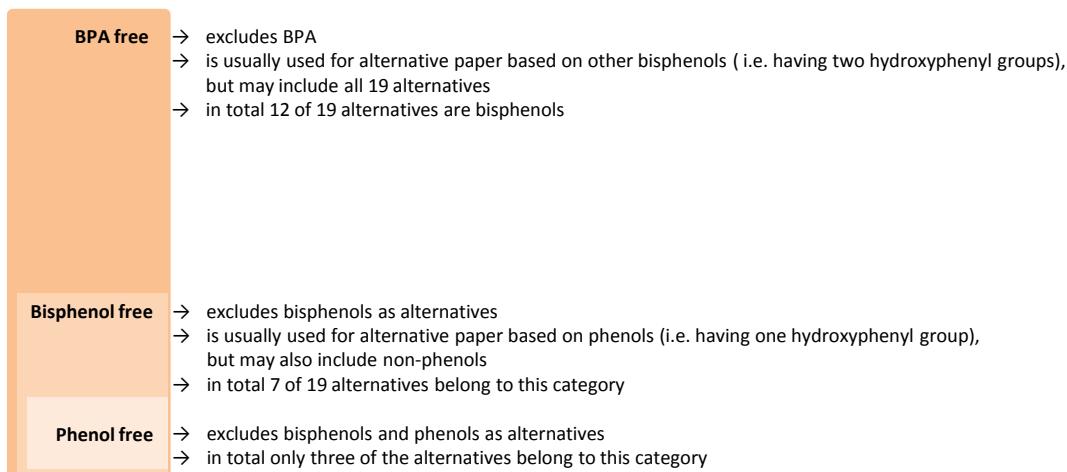 BPA free → excludes BPA
→ is usually used for alternative paper based on other bisphenols ( i.e. having two hydroxyphenyl groups),
but may include all 19 alternatives
→ in total 12 of 19 alternatives are bisphenols
Bisphenol free → excludes bisphenols as alternatives
→ is usually used for alternative paper based on phenols (i.e. having one hydroxyphenyl group),
but may also include non-phenols
→ in total 7 of 19 alternatives belong to this category
Phenol free → excludes bisphenols and phenols as alternatives
→ in total only three of the alternatives belong to this category